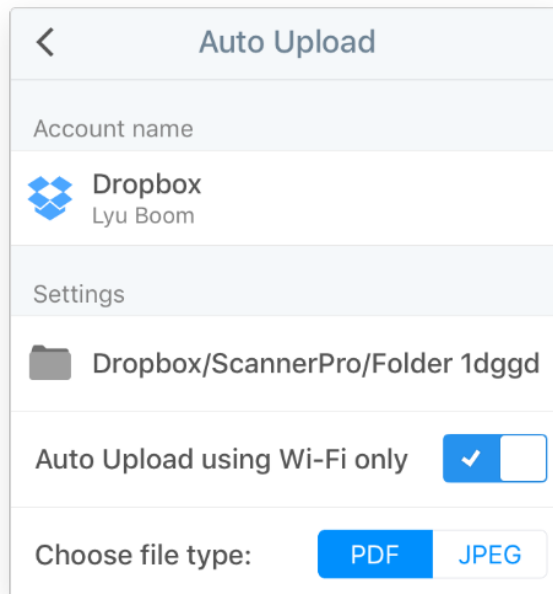 Auto Upload
Account name
Dropbox
Lyu Boom
Settings
Dropbox/ScannerPro/Folder 1dggd
Auto Upload using Wi-Fi only
Choose file type: PDF JPEG